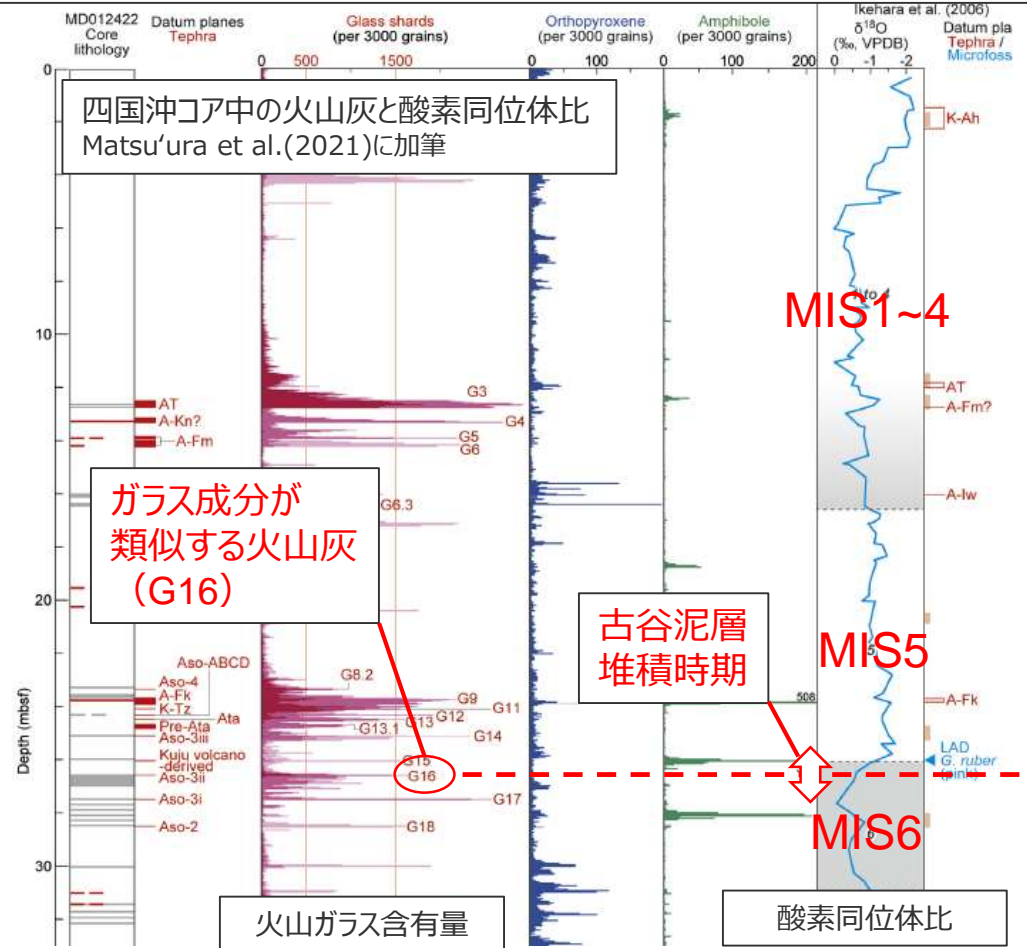 MD012422
Core
lithology
Datum planes
Tephra
Glass shards
(per 3000 grains)
0 500 1500
Orthopyroxene
(per 3000 grains)
0 100
Amphibole
(per 3000 grains)
0 100 200
Ikehara et al. (2006)
δ18O
(‰, VPDB)
0 -1 -2
Datum pla
Tephra /
Microfoss
四国沖コア中の火山灰と酸素同位体比
Matsu'ura et al.(2021)に加筆
Depth (mbsf)
0
10
20
30
AT
A-Kn?
A-Fm
Aso-ABCD
Aso-4
A-Fk
K-Tz
Ata
Pre-Ata
Aso-3iii
Kuju volcano
-derived
Aso-3ii
Aso-3i
Aso-2
G3
G4
G5
G6
G6.3
G8.2
G9
G11
G12
G13
G13.1
G14
G15
G16
G17
G18
ガラス成分が
類似する火山灰
（G16）
古谷泥層
堆積時期
508
MIS1~4
to 4
MIS5
5
MIS6
6
K-Ah
AT
A-Fm?
A-Iw
A-Fk
LAD
G. ruber
(pink)
火山ガラス含有量
酸素同位体比